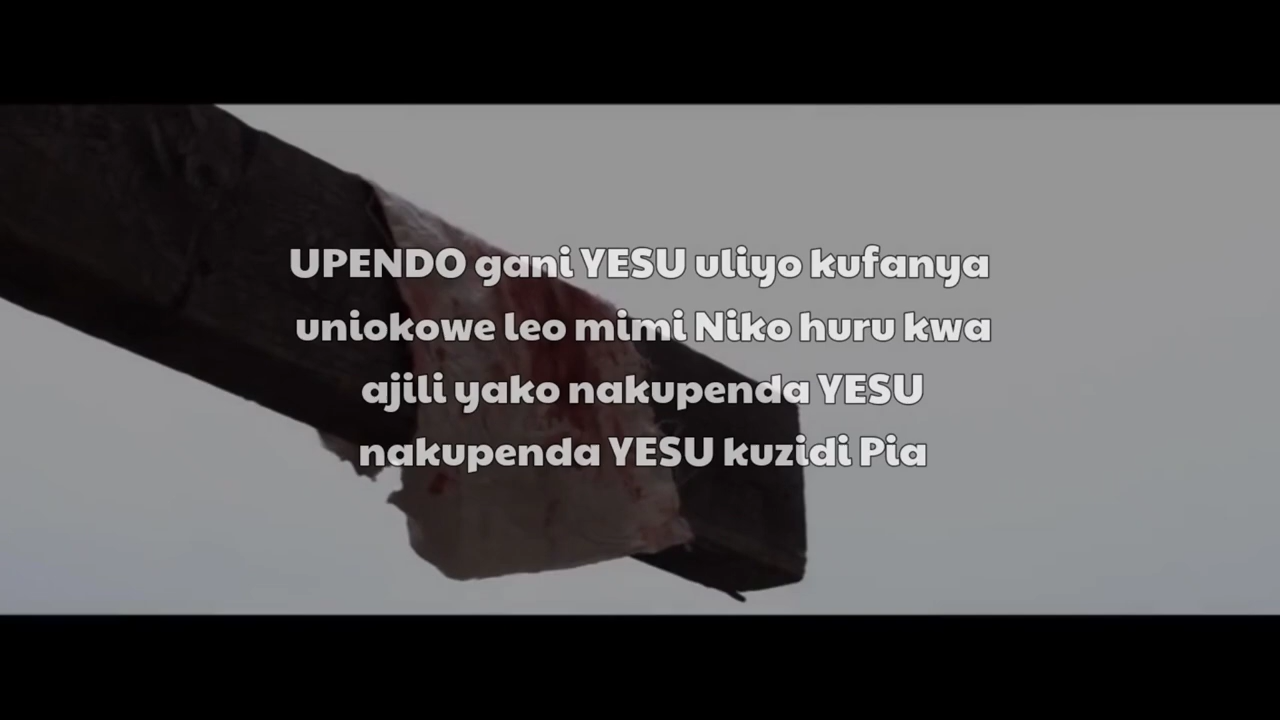 UPENDO gani YESU uliyo kufanya
uniokowe leo mimi Niko huru kwa
ajili yako nakupenda YESU
nakupenda YESU kuzidi Pia